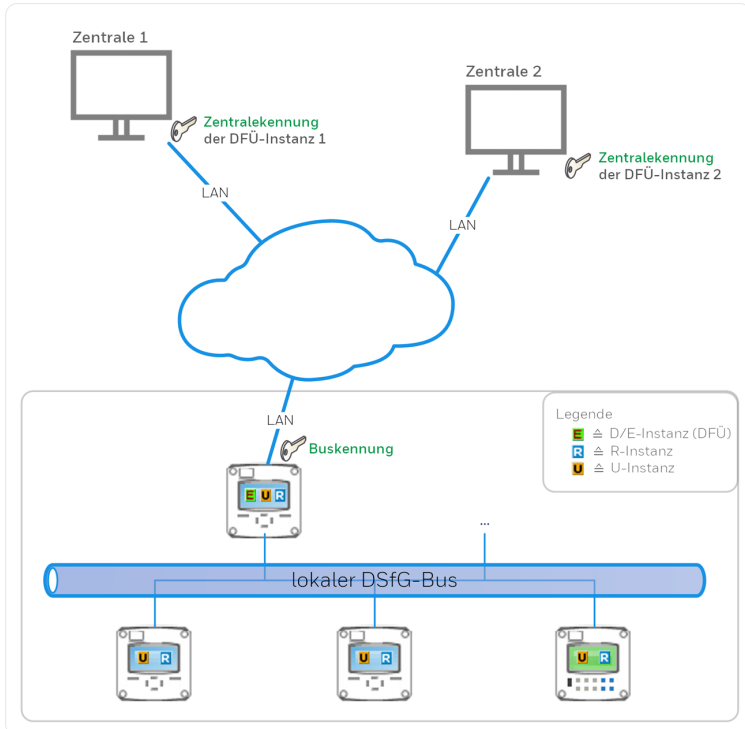 Zentrale 1
Zentrale 2
Zentralekennung
der DFÜ-Instanz 1
Zentralekennung
der DFÜ-Instanz 2
LAN
LAN
LAN
Buskennung
Legende
E ≙ D/E-Instanz (DFÜ)
R ≙ R-Instanz
U ≙ U-Instanz
E U R
...
lokaler DSfG-Bus
U R
U R
U R